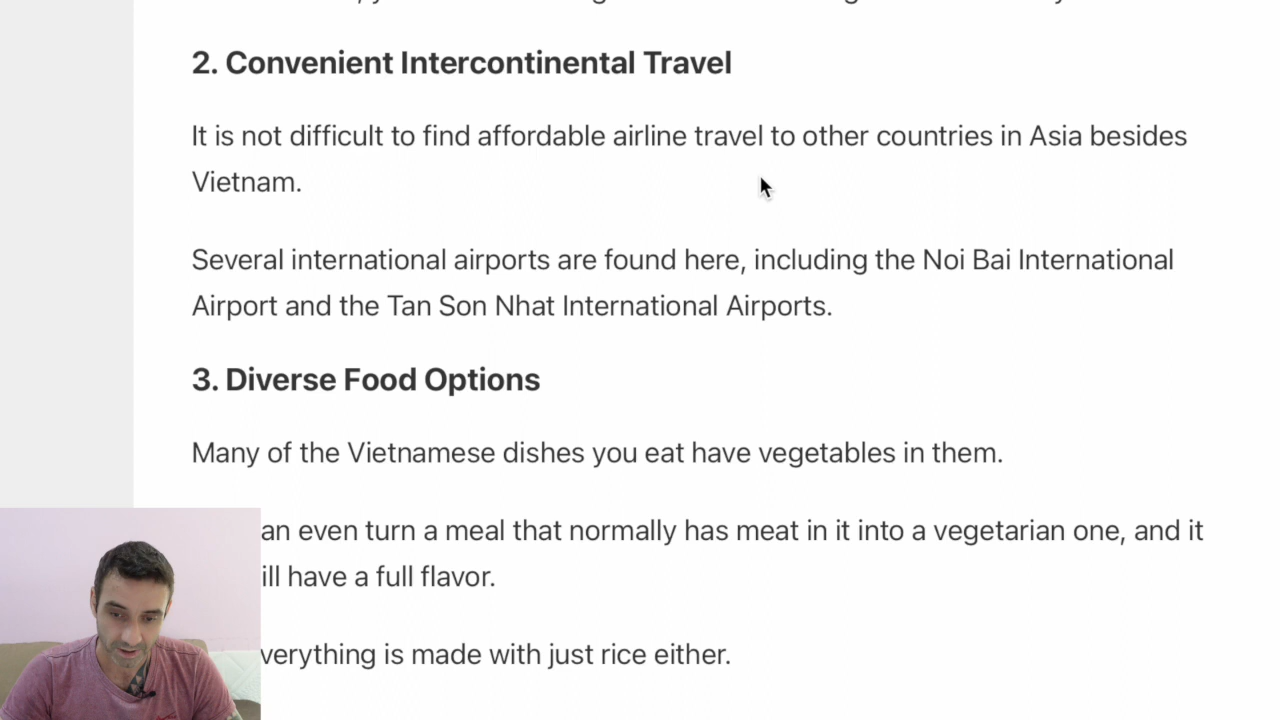 2. Convenient Intercontinental Travel
It is not difficult to find affordable airline travel to other countries in Asia besides
Vietnam.
Several international airports are found here, including the Noi Bai International
Airport and the Tan Son Nhat International Airports.
3. Diverse Food Options
Many of the Vietnamese dishes you eat have vegetables in them.
an even turn a meal that normally has meat in it into a vegetarian one, and it
ill have a full flavor.
verything is made with just rice either.